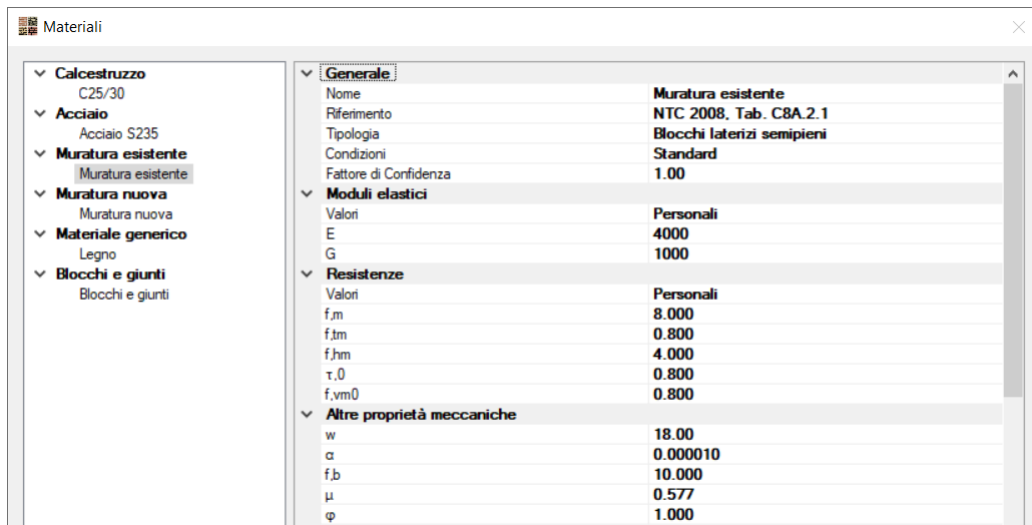 Materiali
Calcestruzzo
C25/30
Acciaio
Acciaio S235
Muratura esistente
Muratura esistente
Muratura nuova
Muratura nuova
Materiale generico
Legno
Blocchi e giunti
Blocchi e giunti
Generale
Nome Muratura esistente
Riferimento NTC 2008, Tab. C8A.2.1
Tipologia Blocchi laterizi semipieni
Condizioni Standard
Fattore di Confidenza 1.00
Moduli elastici
Valori Personali
E 4000
G 1000
Resistenze
Valori Personali
f,m 8.000
f,tm 0.800
f,hm 4.000
τ,0 0.800
f,vm0 0.800
Altre proprietà meccaniche
w 18.00
α 0.000010
f,b 10.000
μ 0.577
φ 1.000